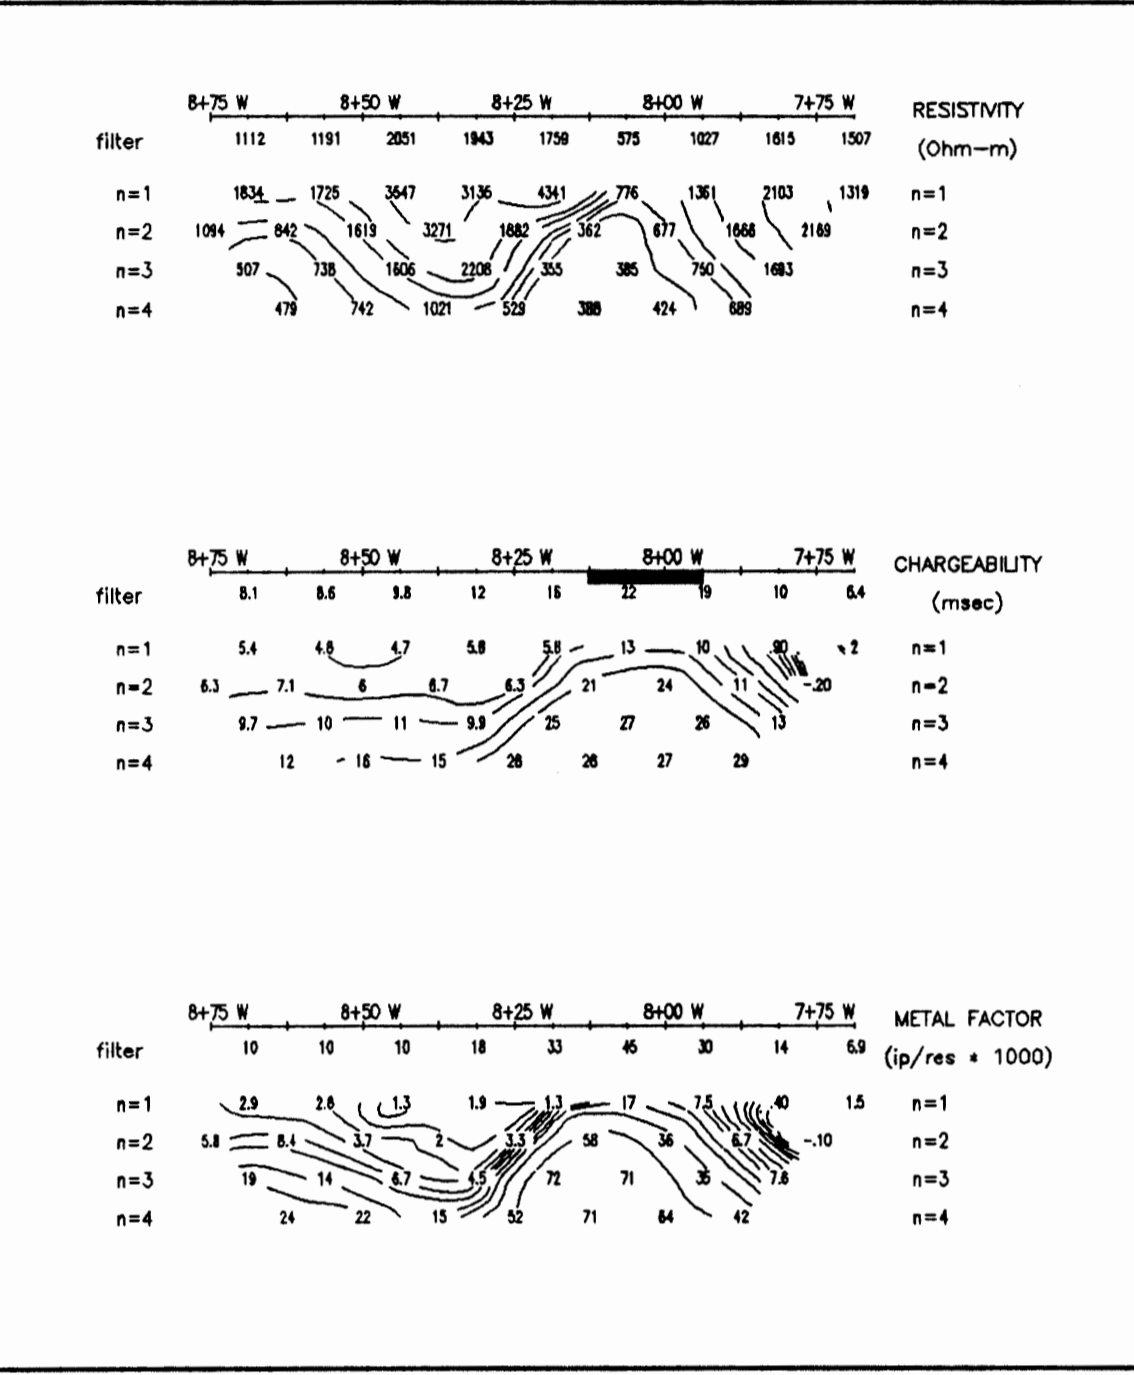 8+75 W 8+50 W 8+25 W 8+00 W 7+75 W RESISTIVITY
filter 1112 1191 2051 1943 1759 575 1027 1615 1507 (Ohm-m)
n=1 1834 1725 3547 3136 4341 776 1361 2103 1319 n=1
n=2 1094 842 1619 3271 1882 362 677 1666 2169 n=2
n=3 507 738 1606 2206 355 385 750 1693 n=3
n=4 479 742 1021 529 388 424 689 n=4
8+75 W 8+50 W 8+25 W 8+00 W 7+75 W CHARGEABILITY
filter 8.1 8.6 9.8 12 16 22 19 10 6.4 (msec)
n=1 5.4 4.8 4.7 5.8 5.8 13 10 .90 2 n=1
n=2 6.3 7.1 6 6.7 6.3 21 24 11 -.20 n=2
n=3 9.7 10 11 9.9 25 27 26 13 n=3
n=4 12 16 15 28 26 27 29 n=4
8+75 W 8+50 W 8+25 W 8+00 W 7+75 W METAL FACTOR
filter 10 10 10 18 33 45 30 14 6.9 (ip/res * 1000)
n=1 2.9 2.8 1.3 1.9 1.3 17 7.5 .40 1.5 n=1
n=2 5.8 8.4 3.7 2 3.3 58 36 6.7 -.10 n=2
n=3 19 14 6.7 4.5 72 71 35 7.6 n=3
n=4 24 22 15 52 71 64 42 n=4